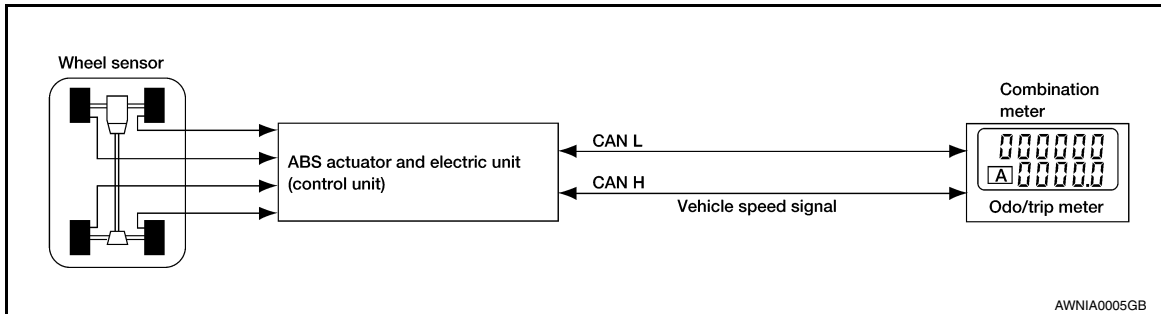 Wheel sensor
ABS actuator and electric unit
(control unit)
CAN L
CAN H
Vehicle speed signal
Combination
meter
000000
A 0000.0
Odo/trip meter
AWNIA0005GB